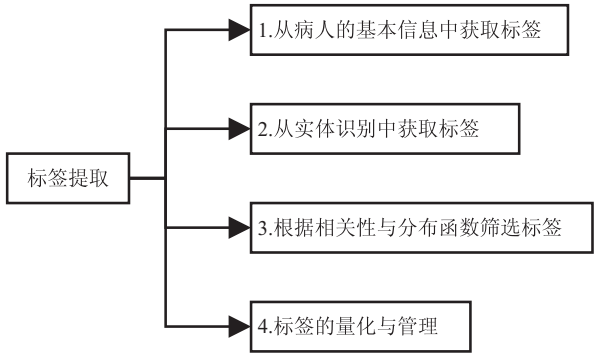 标签提取
1.从病人的基本信息中获取标签
2.从实体识别中获取标签
3.根据相关性与分布函数筛选标签
4.标签的量化与管理